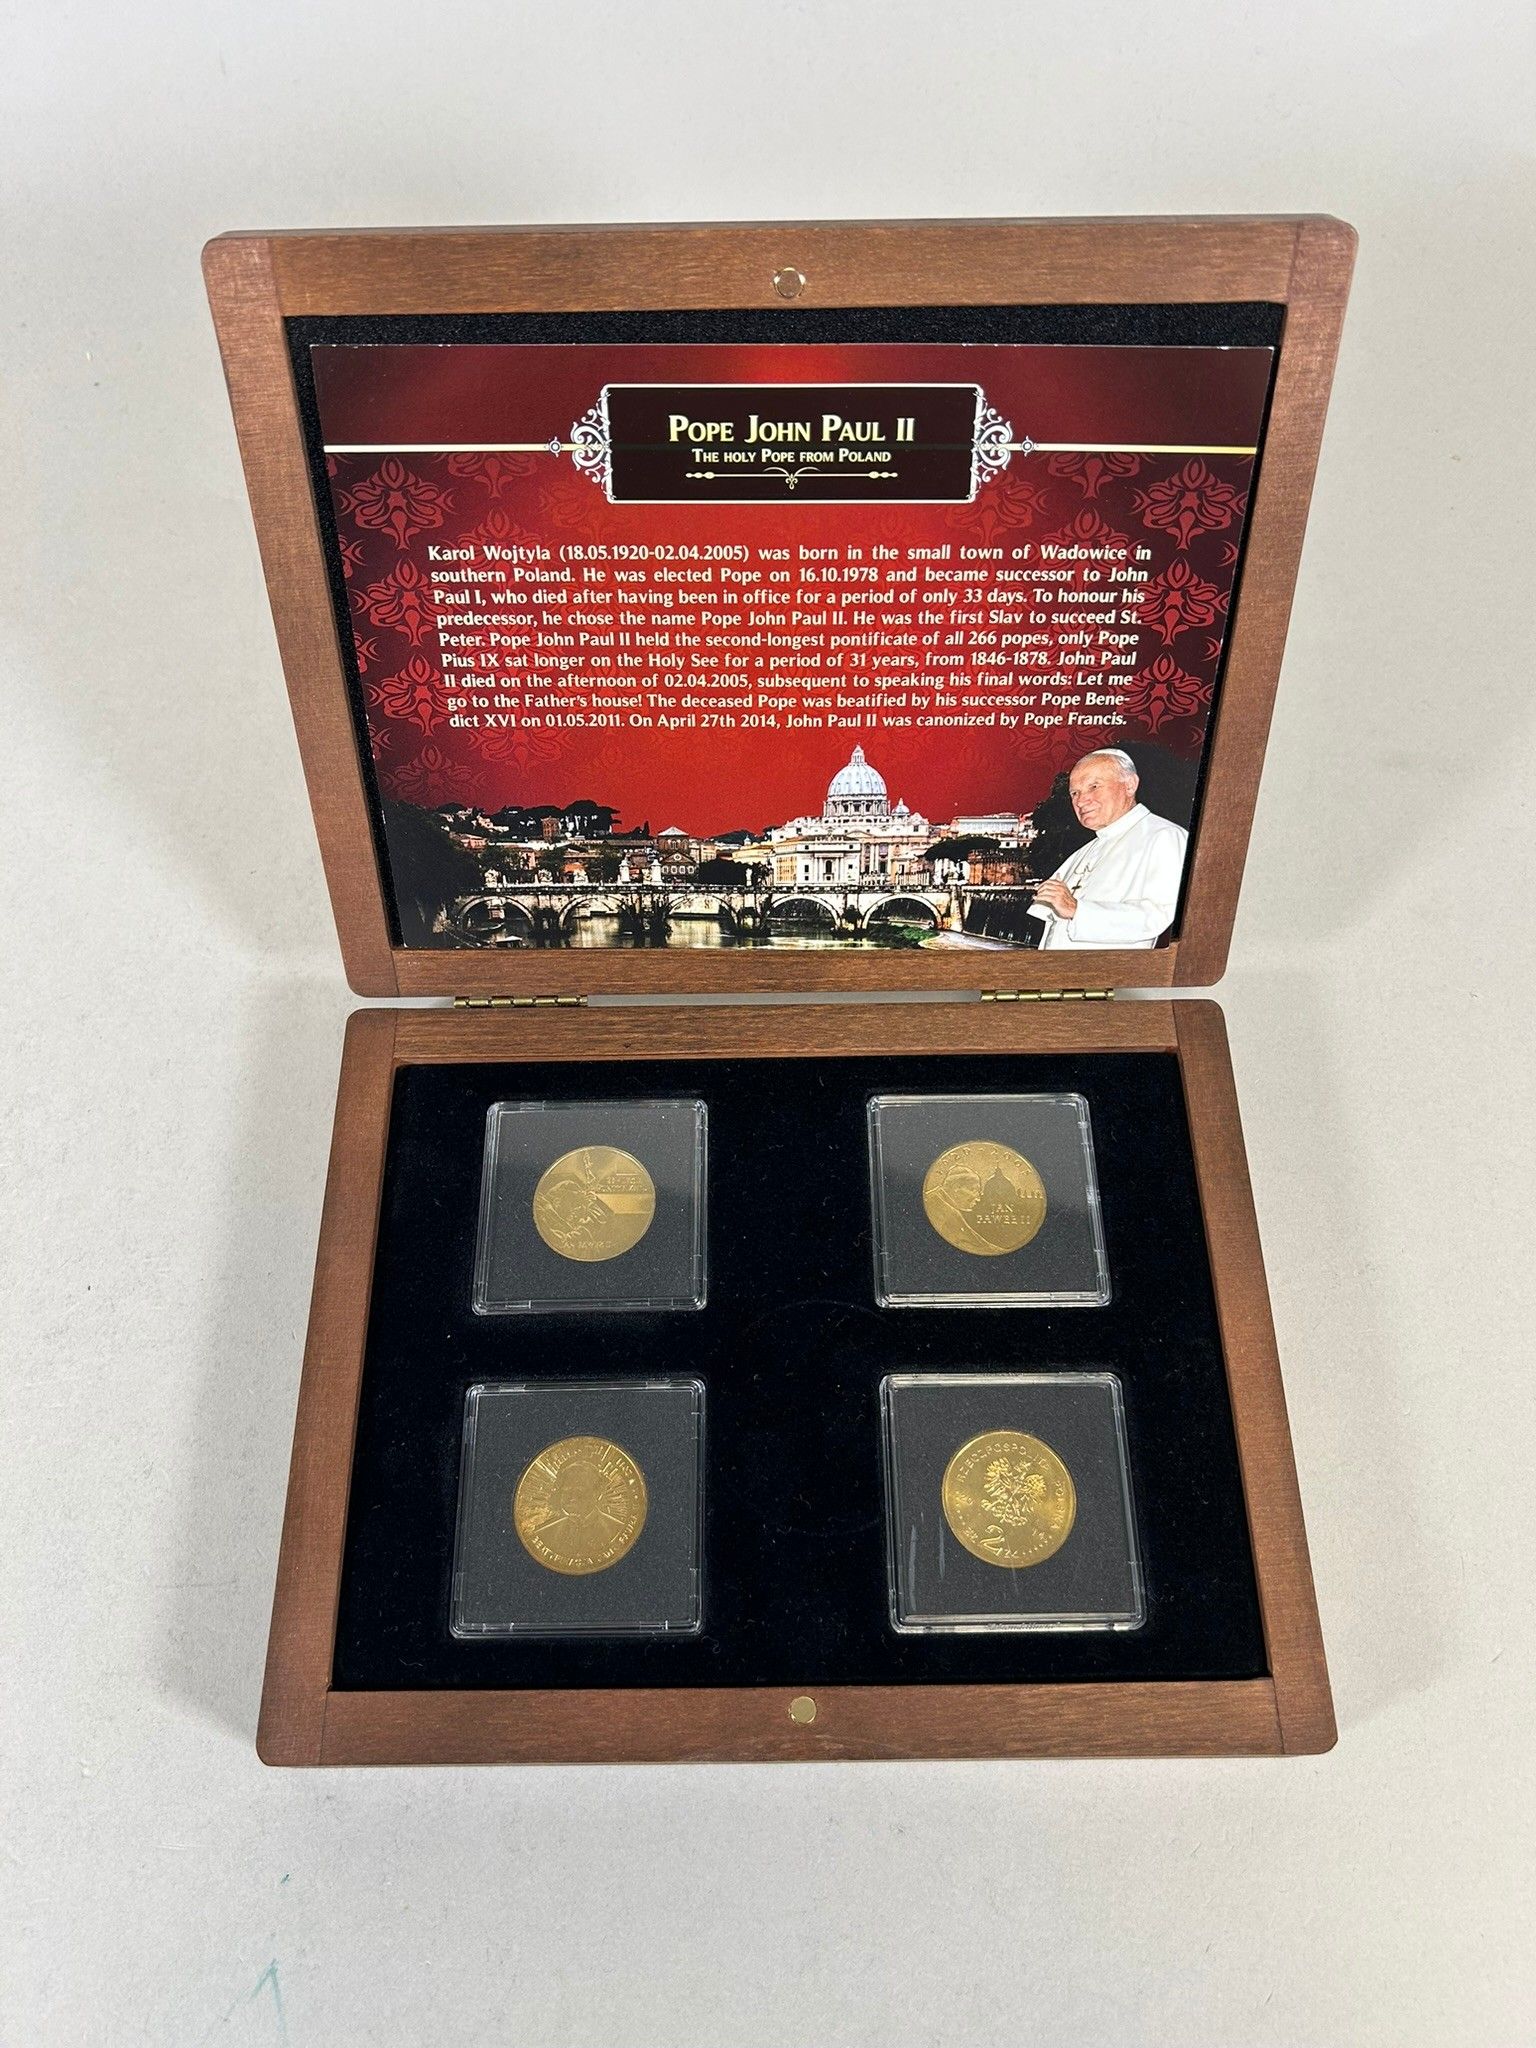 POPE JOHN PAUL II
THE HOLY POPE FROM POLAND
Karol Wojtyla (18.05.1920-02.04.2005) was born in the small town of Wadowice in
southern Poland. He was elected Pope on 16.10.1978 and became successor to John
Paul I, who died after having been in office for a period of only 33 days. To honour his
predecessor, he chose the name Pope John Paul II. He was the first Slav to succeed St.
Peter. Pope John Paul II held the second-longest pontificate of all 266 popes, only Pope
Pius IX sat longer on the Holy See for a period of 31 years, from 1846-1878. John Paul
II died on the afternoon of 02.04.2005, subsequent to speaking his final words: Let me
go to the Father's house! The deceased Pope was beatified by his successor Pope Bene-
dict XVI on 01.05.2011. On April 27th 2014, John Paul II was canonized by Pope Francis.
1920-2005
JAN
PAWEŁ II
RZECZPOSPOLITA POLSKA
2 ZŁ